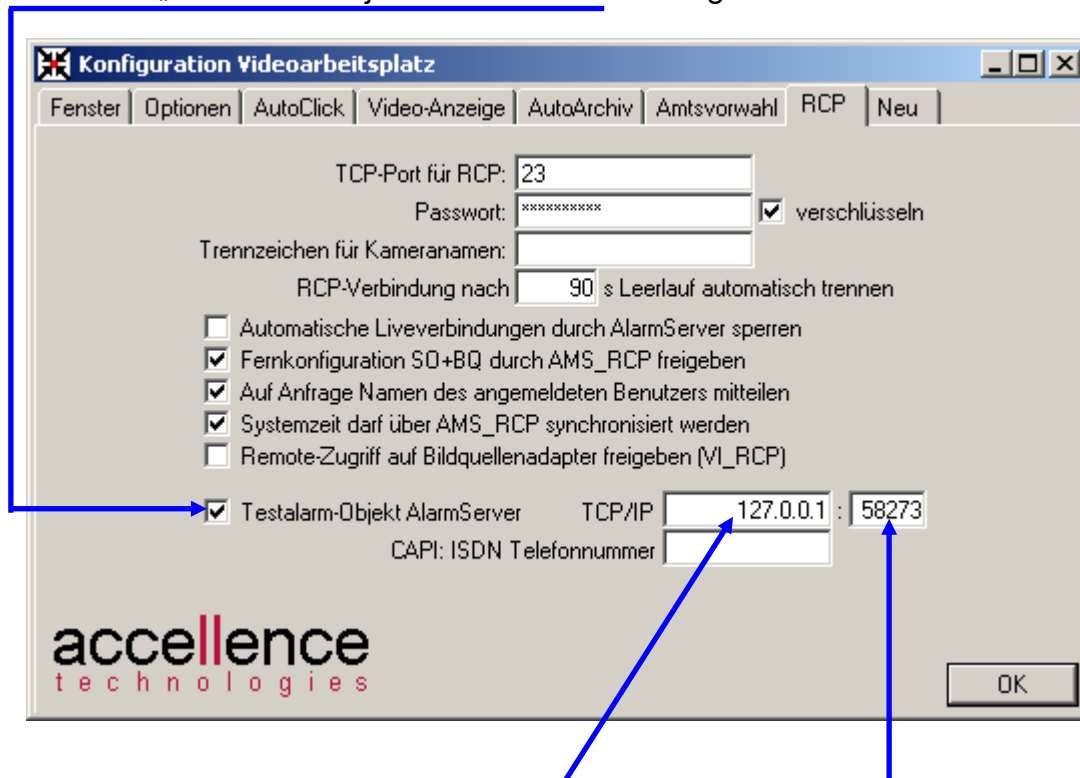 Konfiguration Videoarbeitsplatz
Fenster Optionen AutoClick Video-Anzeige AutoArchiv Amtsvorwahl RCP Neu
TCP-Port für RCP: 23
Passwort: ********** verschlüsseln
Trennzeichen für Kameranamen:
RCP-Verbindung nach 90 s Leerlauf automatisch trennen
Automatische Liveverbindungen durch AlarmServer sperren
Fernkonfiguration SO+BQ durch AMS_RCP freigeben
Auf Anfrage Namen des angemeldeten Benutzers mitteilen
Systemzeit darf über AMS_RCP synchronisiert werden
Remote-Zugriff auf Bildquellenadapter freigeben (VI_RCP)
Testalarm-Objekt AlarmServer TCP/IP 127.0.0.1 : 58273
CAPI: ISDN Telefonnummer
accellence
technologies
OK